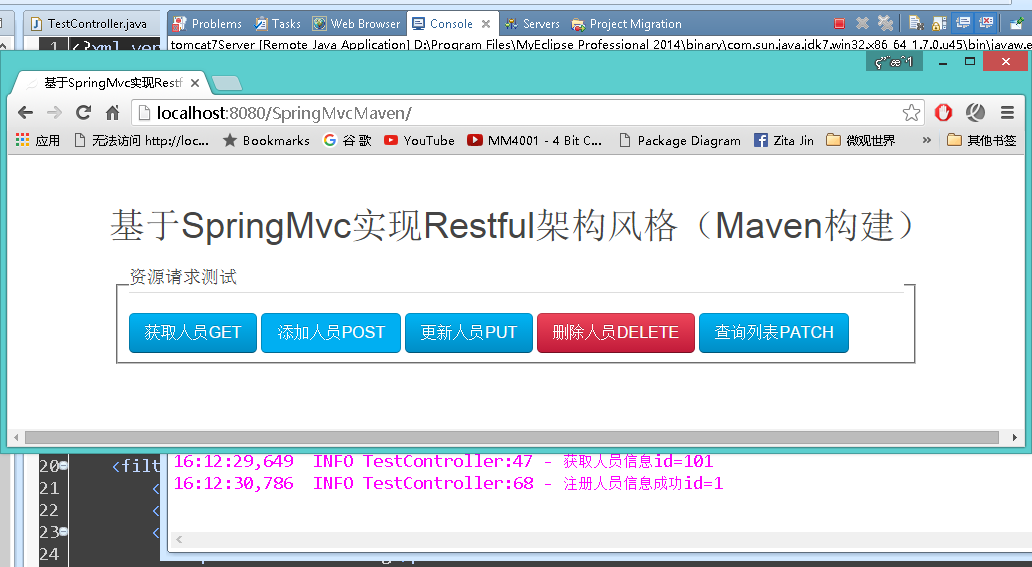 TestController.java Problems Tasks Web Browser Console Servers Project Migration
1 <?xml ver
tomcat7Server [Remote Java Application] D:\Program Files\MyEclipse Professional 2014\binary\com.sun.java.jdk7.win32.x86_64_1.7.0.u45\bin\javaw.e
基于SpringMvc实现Restf
localhost:8080/SpringMvcMaven/
应用 无法访问 http://loc... Bookmarks 谷歌 YouTube MM4001 - 4 Bit C... Package Diagram Zita Jin 微观世界 » 其他书签
基于SpringMvc实现Restful架构风格（Maven构建）
资源请求测试
获取人员GET 添加人员POST 更新人员PUT 删除人员DELETE 查询列表PATCH
16:12:29,649 INFO TestController:47 - 获取人员信息id=101
16:12:30,786 INFO TestController:68 - 注册人员信息成功id=1
20 <filt
21 <
22 <
23 <
24